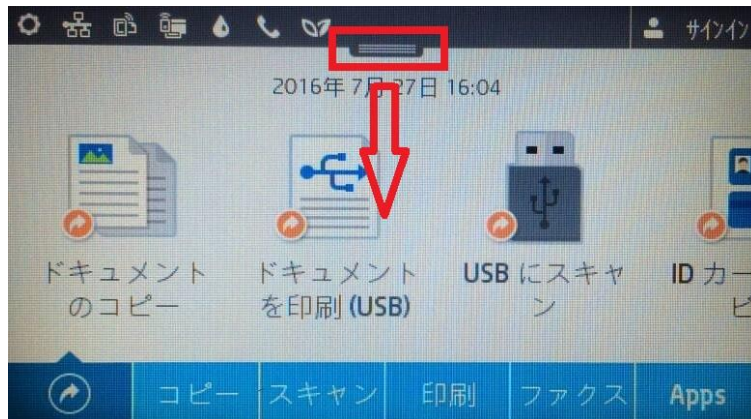 サインイン
2016年 7月 27日 16:04
ドキュメント
のコピー
ドキュメント
を印刷 (USB)
USB にスキャ
ン
ID カー
ピ
コピー
スキャン
印刷
ファクス
Apps